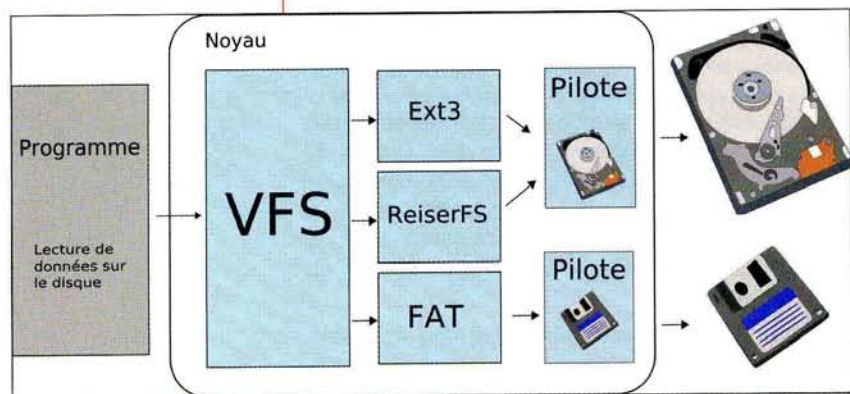 Noyau
Programme
Lecture de
données sur
le disque
VFS
Ext3
ReiserFS
FAT
Pilote
Pilote